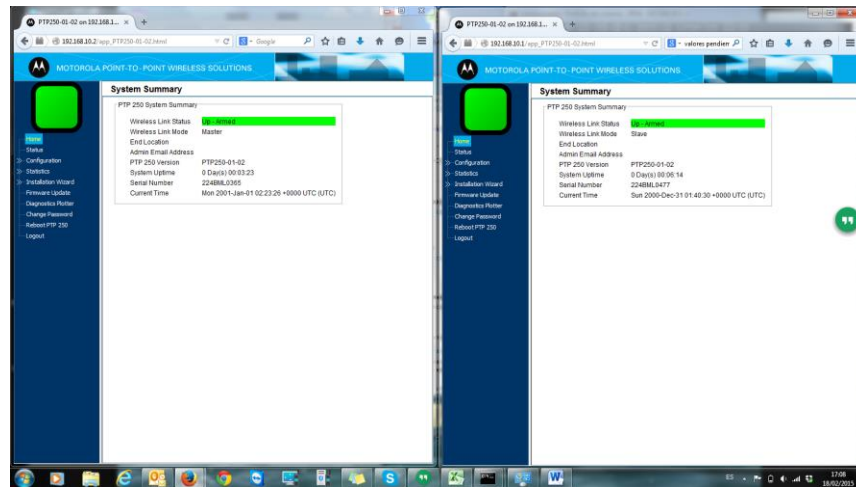 PTP250-01-02 on 192.168.1...
192.168.10.2/app_PTP250-01-02.html
Google
MOTOROLA POINT-TO-POINT WIRELESS SOLUTIONS
System Summary
PTP 250 System Summary
Wireless Link Status Up - Armed
Wireless Link Mode Master
End Location
Admin Email Address
PTP 250 Version PTP250-01-02
System Uptime 0 Day(s) 00:03:23
Serial Number 224BML0365
Current Time Mon 2001-Jan-01 02:23:26 +0000 UTC (UTC)
Home
Status
Configuration
Statistics
Installation Wizard
Firmware Update
Diagnostics Plotter
Change Password
Reboot PTP 250
Logout
PTP250-01-02 on 192.168.1...
192.168.10.1/app_PTP250-01-02.html
valores pendien
MOTOROLA POINT-TO-POINT WIRELESS SOLUTIONS
System Summary
PTP 250 System Summary
Wireless Link Status Up - Armed
Wireless Link Mode Slave
End Location
Admin Email Address
PTP 250 Version PTP250-01-02
System Uptime 0 Day(s) 00:06:14
Serial Number 224BML0477
Current Time Sun 2000-Dec-31 01:40:30 +0000 UTC (UTC)
Home
Status
Configuration
Statistics
Installation Wizard
Firmware Update
Diagnostics Plotter
Change Password
Reboot PTP 250
Logout
ES
17:08
18/02/2015